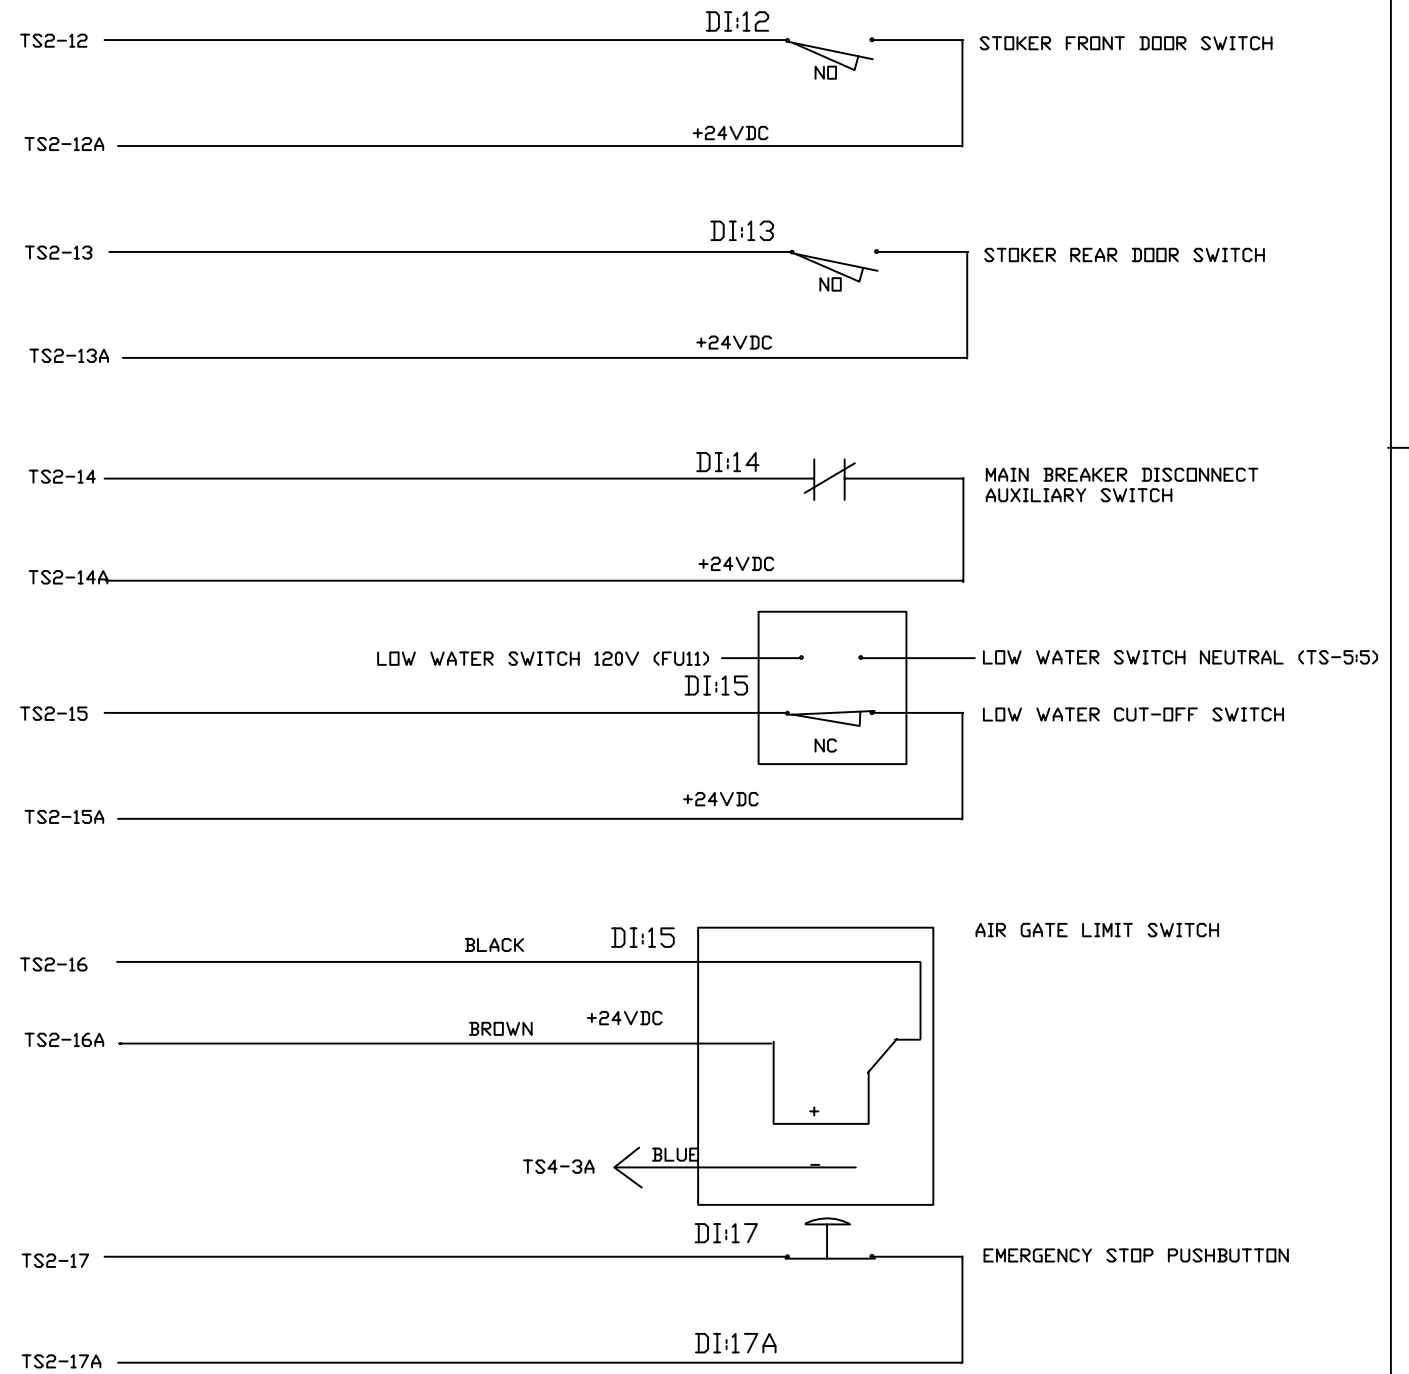 DI:12
TS2-12
STOKER FRONT DOOR SWITCH
NO
+24VDC
TS2-12A
DI:13
TS2-13
STOKER REAR DOOR SWITCH
NO
+24VDC
TS2-13A
DI:14
TS2-14
MAIN BREAKER DISCONNECT
AUXILIARY SWITCH
+24VDC
TS2-14A
LOW WATER SWITCH 120V (FU11)
LOW WATER SWITCH NEUTRAL (TS-5:5)
DI:15
TS2-15
LOW WATER CUT-OFF SWITCH
NC
+24VDC
TS2-15A
AIR GATE LIMIT SWITCH
DI:15
BLACK
TS2-16
+24VDC
BROWN
TS2-16A
+
BLUE
-
TS4-3A
DI:17
TS2-17
EMERGENCY STOP PUSHBUTTON
DI:17A
TS2-17A